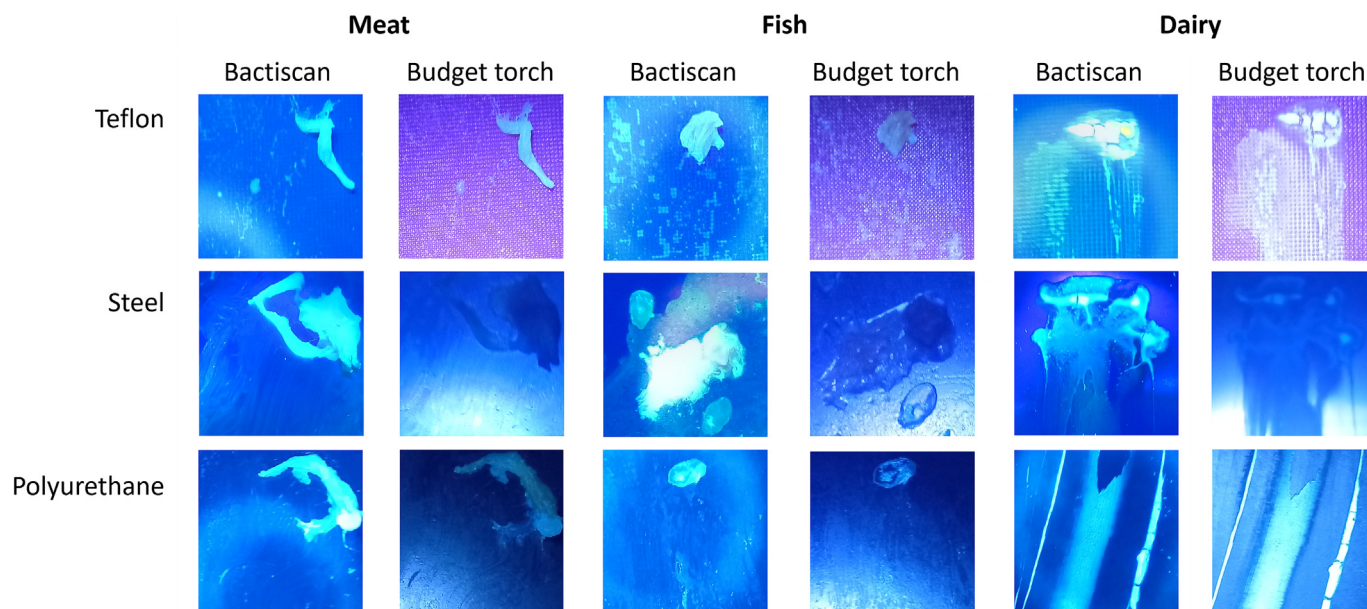 Meat Fish Dairy
Bactiscan Budget torch Bactiscan Budget torch Bactiscan Budget torch
Teflon
Steel
Polyurethane